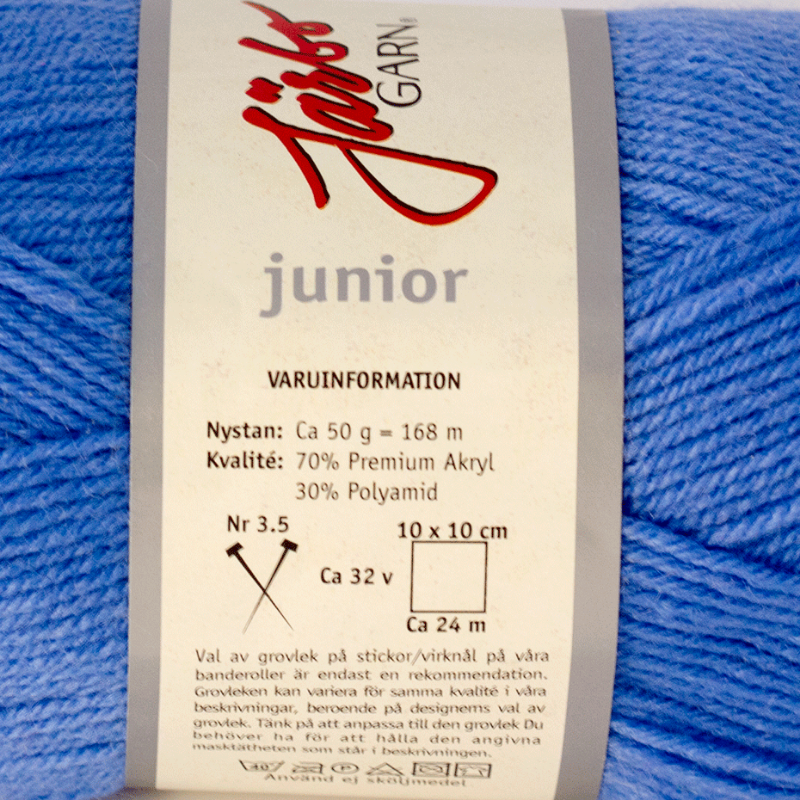 Järbo
GARN®
junior
VARUINFORMATION
Nystan: Ca 50 g = 168 m
Kvalité: 70% Premium Akryl
30% Polyamid
Nr 3.5
10 x 10 cm
Ca 32 v
Ca 24 m
Val av grovlek på stickor/virknål på våra
banderoller är endast en rekommendation.
Grovleken kan variera för samma kvalité i våra
beskrivningar, beroende på designerns val av
grovlek. Tänk på att anpassa till den grovlek Du
behöver ha för att hålla den angivna
masktätheten som står i beskrivningen.
40° P
Använd ej sköljmedel